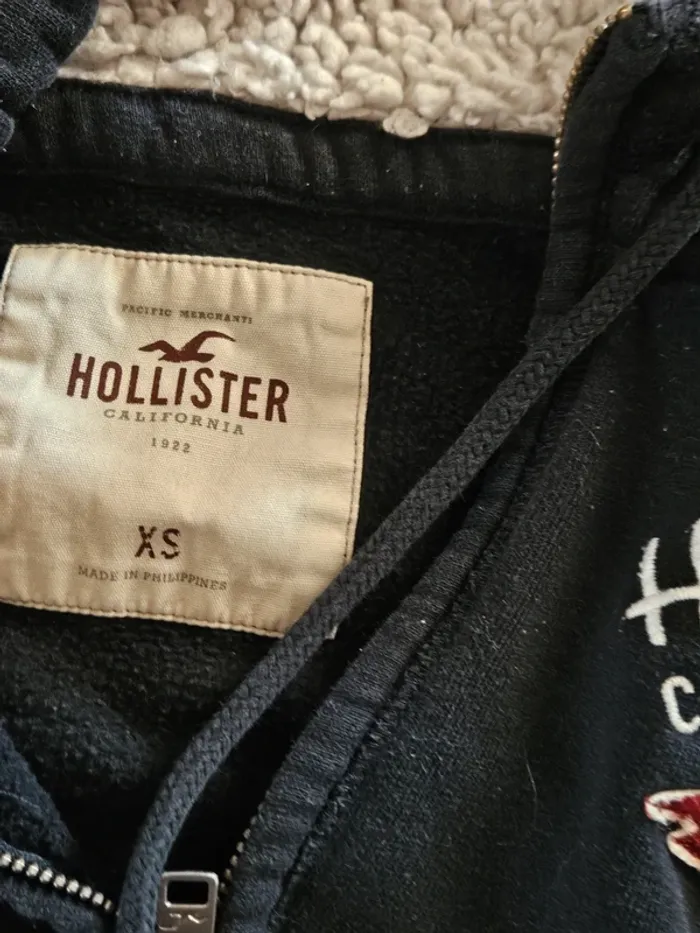 PACIFIC MERCHANTS
HOLLISTER
CALIFORNIA
1922
XS
MADE IN PHILIPPINES
H
C